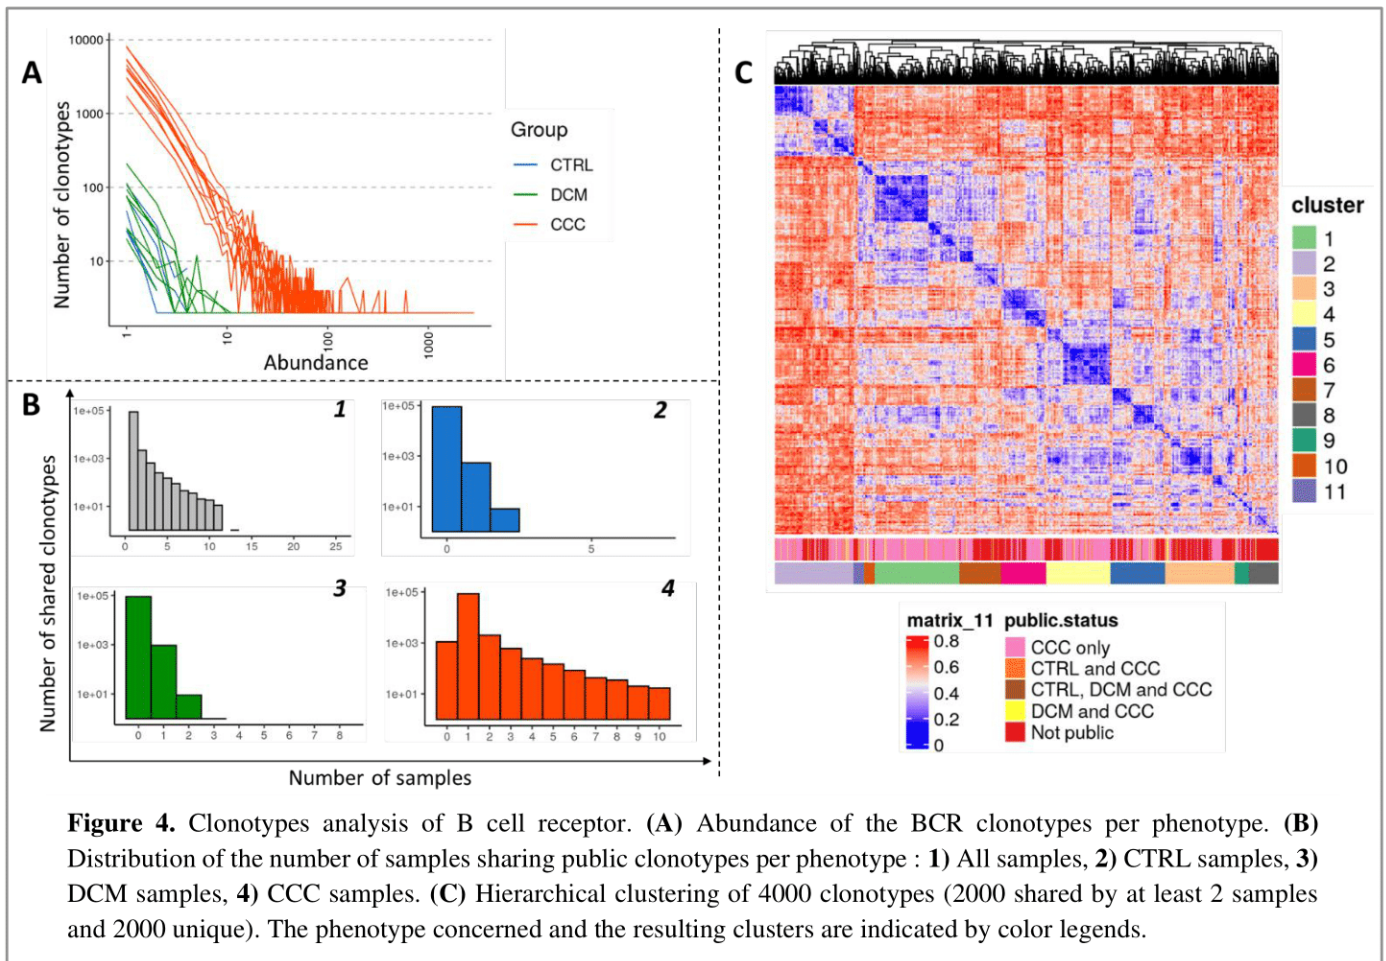 A
10000
1000
100
10
Number of clonotypes
1
10
100
1000
Abundance
Group
CTRL
DCM
CCC
B
Number of shared clonotypes
1
1e+05
1e+03
1e+01
0 5 10 15 20 25
2
1e+05
1e+03
1e+01
0 5
3
1e+05
1e+03
1e+01
0 1 2 3 4 5 6 7 8
4
1e+05
1e+03
1e+01
0 1 2 3 4 5 6 7 8 9 10
Number of samples
C
cluster
1
2
3
4
5
6
7
8
9
10
11
matrix_11
0.8
0.6
0.4
0.2
0
public.status
CCC only
CTRL and CCC
CTRL, DCM and CCC
DCM and CCC
Not public
Figure 4. Clonotypes analysis of B cell receptor. (A) Abundance of the BCR clonotypes per phenotype. (B)
Distribution of the number of samples sharing public clonotypes per phenotype : 1) All samples, 2) CTRL samples, 3)
DCM samples, 4) CCC samples. (C) Hierarchical clustering of 4000 clonotypes (2000 shared by at least 2 samples
and 2000 unique). The phenotype concerned and the resulting clusters are indicated by color legends.